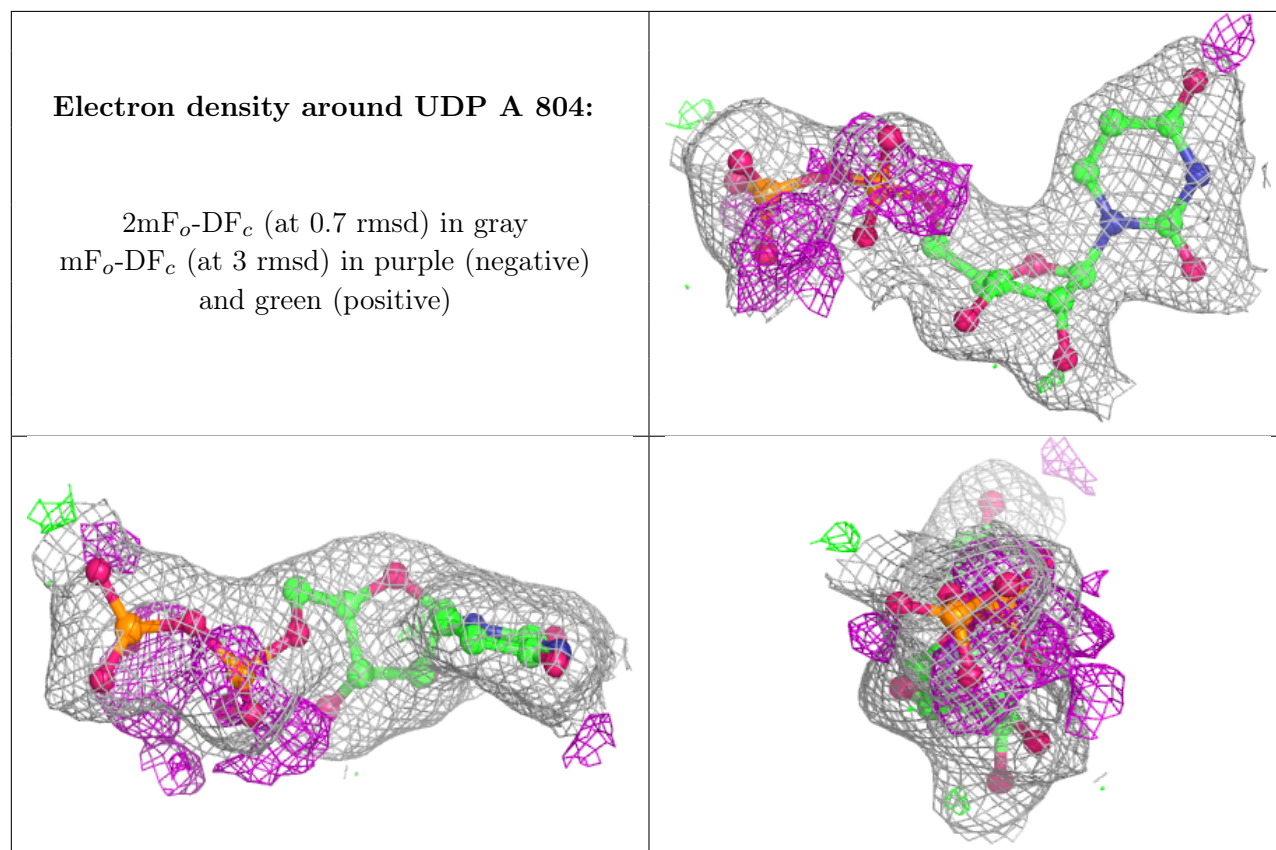 Electron density around UDP A 804:
2mFo-DFc (at 0.7 rmsd) in gray
mFo-DFc (at 3 rmsd) in purple (negative)
and green (positive)